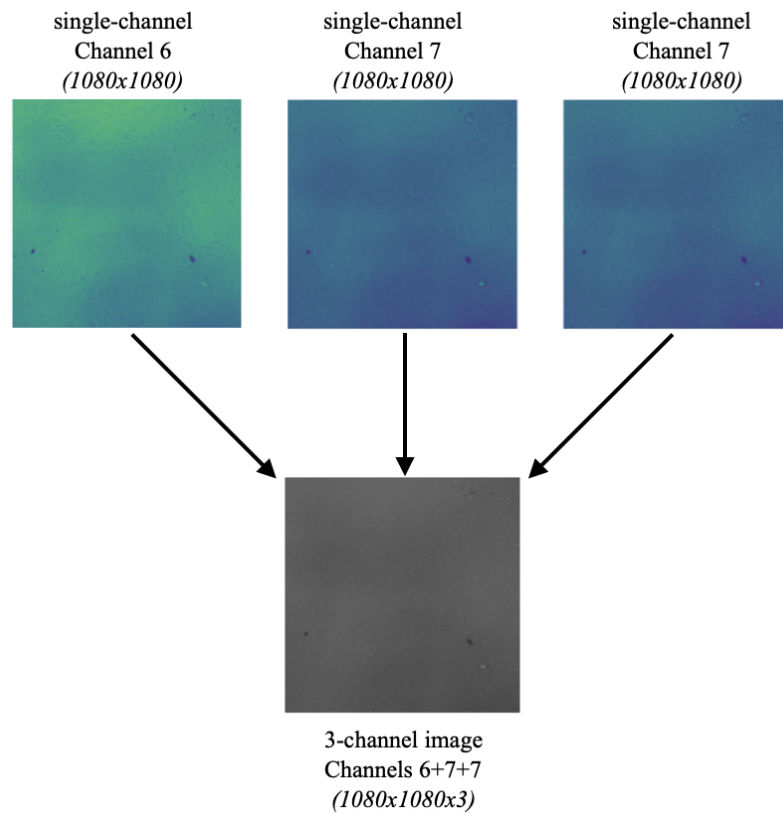 single-channel
Channel 6
(1080x1080)
single-channel
Channel 7
(1080x1080)
single-channel
Channel 7
(1080x1080)
3-channel image
Channels 6+7+7
(1080x1080x3)